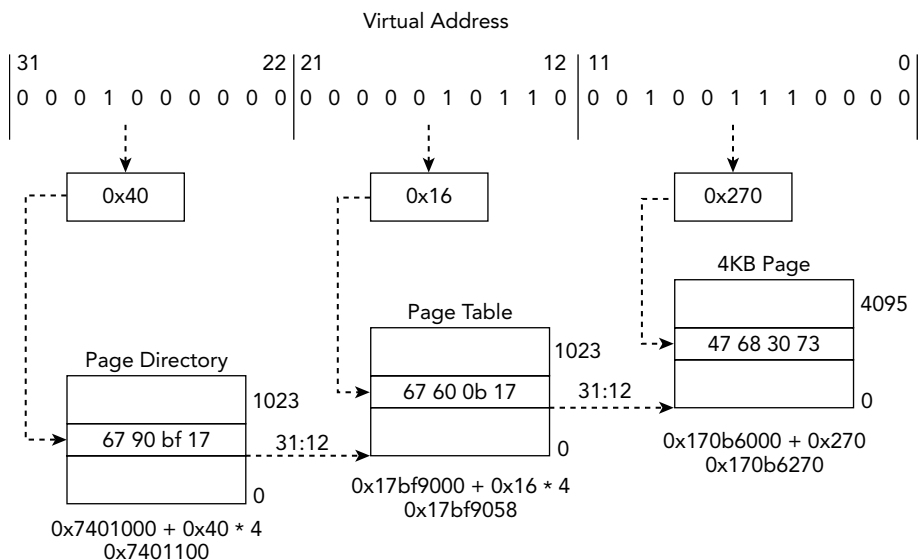 Virtual Address
31 22 21 12 11 0
0 0 0 1 0 0 0 0 0 0 0 0 0 0 0 1 0 1 1 0 0 0 1 0 0 1 1 1 0 0 0 0
0x40 0x16 0x270
4KB Page
4095
47 68 30 73
0
0x170b6000 + 0x270
0x170b6270
Page Table
1023
67 60 0b 17 31:12
0
0x17bf9000 + 0x16 * 4
0x17bf9058
Page Directory
1023
67 90 bf 17 31:12
0
0x7401000 + 0x40 * 4
0x7401100